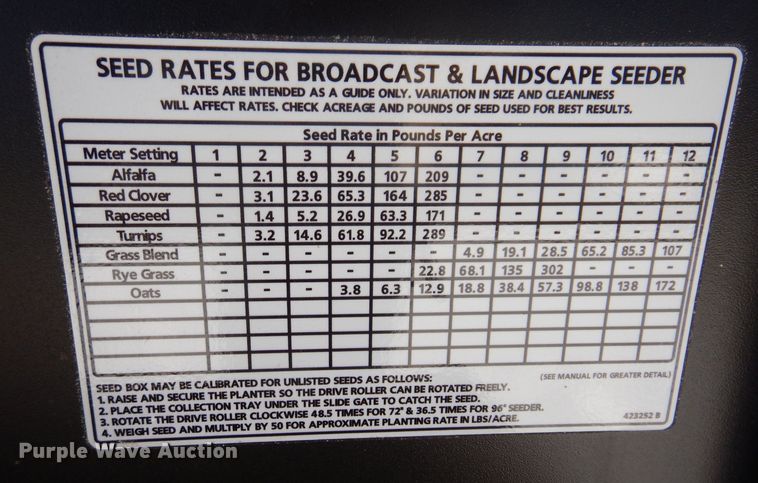 SEED RATES FOR BROADCAST & LANDSCAPE SEEDER
RATES ARE INTENDED AS A GUIDE ONLY. VARIATION IN SIZE AND CLEANLINESS
WILL AFFECT RATES. CHECK ACREAGE AND POUNDS OF SEED USED FOR BEST RESULTS.
Seed Rate in Pounds Per Acre
Meter Setting 1 2 3 4 5 6 7 8 9 10 11 12
Alfalfa - 2.1 8.9 39.6 107 209 - - - - - -
Red Clover - 3.1 23.6 65.3 164 285 - - - - - -
Rapeseed - 1.4 5.2 26.9 63.3 171 - - - - - -
Turnips - 3.2 14.6 61.8 92.2 289 - - - - - -
Grass Blend - - - - - - 4.9 19.1 28.5 65.2 85.3 107
Rye Grass - - - - - 22.8 68.1 135 302 - - -
Oats - - - 3.8 6.3 12.9 18.8 38.4 57.3 98.8 138 172
SEED BOX MAY BE CALIBRATED FOR UNLISTED SEEDS AS FOLLOWS: (SEE MANUAL FOR GREATER DETAIL)
1. RAISE AND SECURE THE PLANTER SO THE DRIVE ROLLER CAN BE ROTATED FREELY.
2. PLACE THE COLLECTION TRAY UNDER THE SLIDE GATE TO CATCH THE SEED.
3. ROTATE THE DRIVE ROLLER CLOCKWISE 48.5 TIMES FOR 72" & 36.5 TIMES FOR 96" SEEDER.
4. WEIGH SEED AND MULTIPLY BY 50 FOR APPROXIMATE PLANTING RATE IN LBS/ACRE.
423252 B
Purple Wave Auction